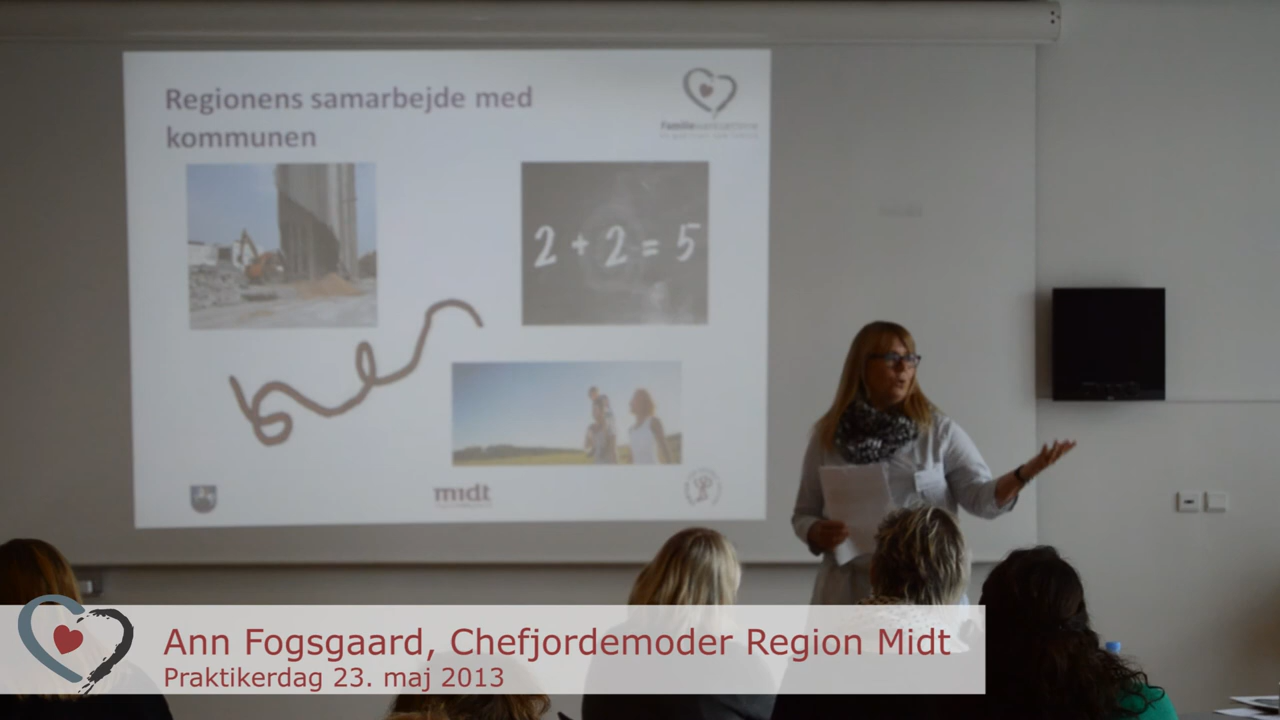 Regionens samarbejde med
kommunen
2 + 2 = 5
midt
Ann Fogsgaard, Chefjordemoder Region Midt
Praktikerdag 23. maj 2013